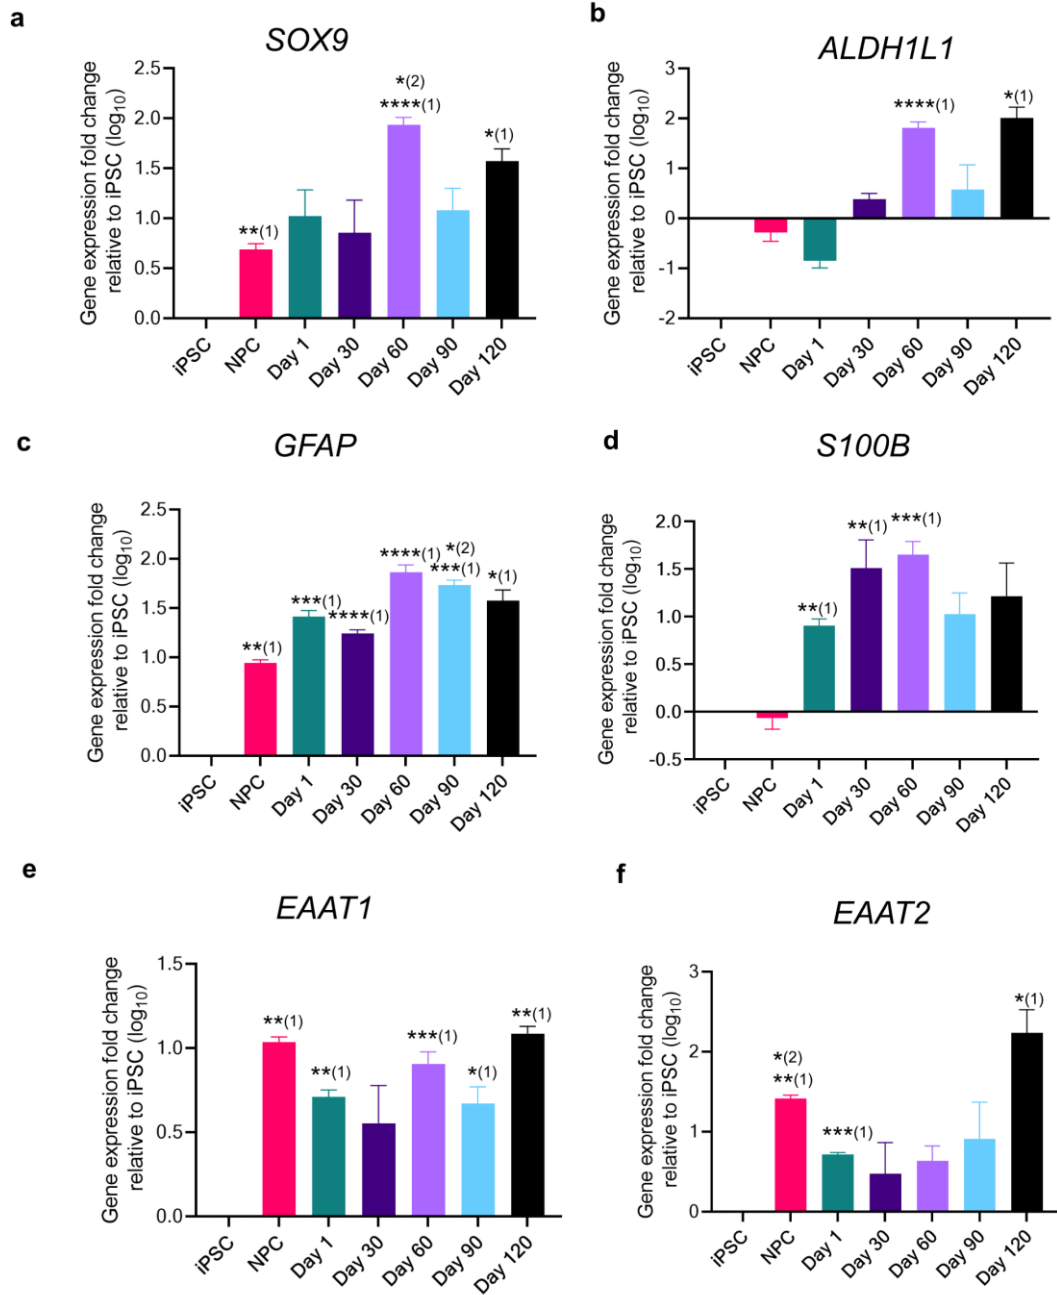 a
SOX9
Gene expression fold change
relative to iPSC (log10)
2.5
2.0
1.5
1.0
0.5
0.0
**(1)
*(2)
****(1)
*(1)
iPSC
NPC
Day 1
Day 30
Day 60
Day 90
Day 120
b
ALDH1L1
Gene expression fold change
relative to iPSC (log10)
3
2
1
0
-1
-2
****(1)
*(1)
iPSC
NPC
Day 1
Day 30
Day 60
Day 90
Day 120
c
GFAP
Gene expression fold change
relative to iPSC (log10)
2.5
2.0
1.5
1.0
0.5
0.0
**(1)
***(1)
****(1)
****(1)
*(2)
***(1)
*(1)
iPSC
NPC
Day 1
Day 30
Day 60
Day 90
Day 120
d
S100B
Gene expression fold change
relative to iPSC (log10)
2.0
1.5
1.0
0.5
0.0
-0.5
**(1)
**(1)
***(1)
iPSC
NPC
Day 1
Day 30
Day 60
Day 90
Day 120
e
EAAT1
Gene expression fold change
relative to iPSC (log10)
1.5
1.0
0.5
0.0
**(1)
**(1)
***(1)
*(1)
**(1)
iPSC
NPC
Day 1
Day 30
Day 60
Day 90
Day 120
f
EAAT2
Gene expression fold change
relative to iPSC (log10)
3
2
1
0
*(2)
**(1)
***(1)
*(1)
iPSC
NPC
Day 1
Day 30
Day 60
Day 90
Day 120